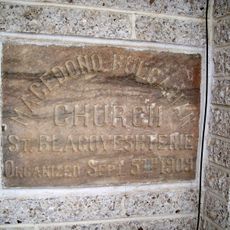 MACEDONO BULGARIAN
CHURCH
ST. BLAGOVESHTENIE
ORGANIZED SEPT 5TH 1909